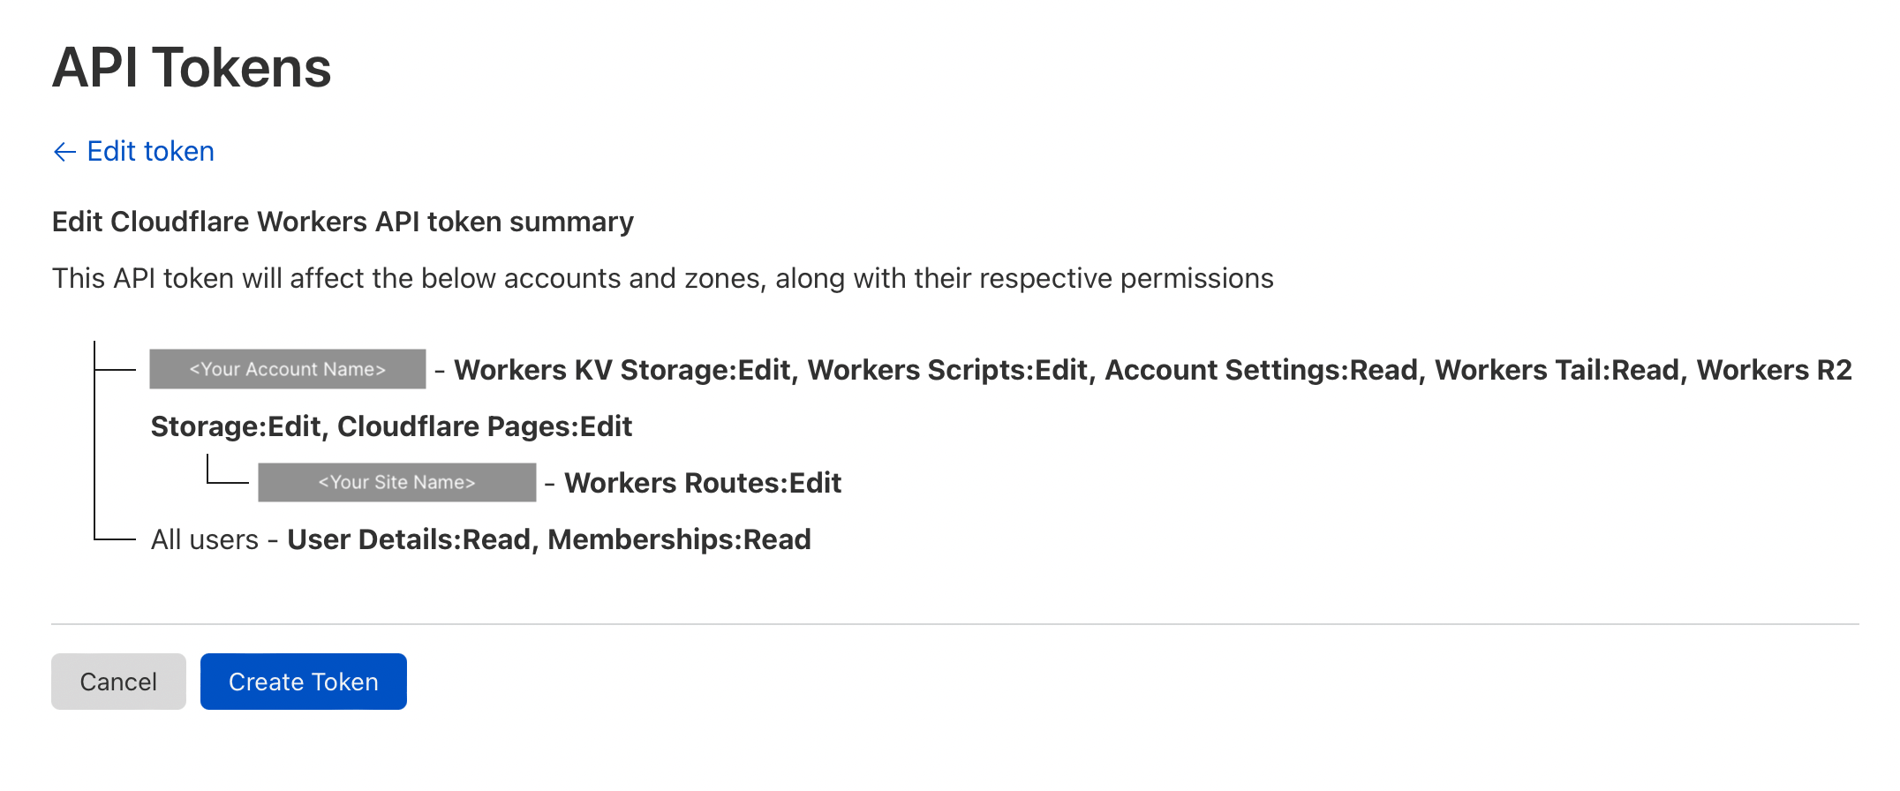 API Tokens
← Edit token
Edit Cloudflare Workers API token summary
This API token will affect the below accounts and zones, along with their respective permissions
<Your Account Name> - Workers KV Storage:Edit, Workers Scripts:Edit, Account Settings:Read, Workers Tail:Read, Workers R2
Storage:Edit, Cloudflare Pages:Edit
<Your Site Name> - Workers Routes:Edit
All users - User Details:Read, Memberships:Read
Cancel Create Token